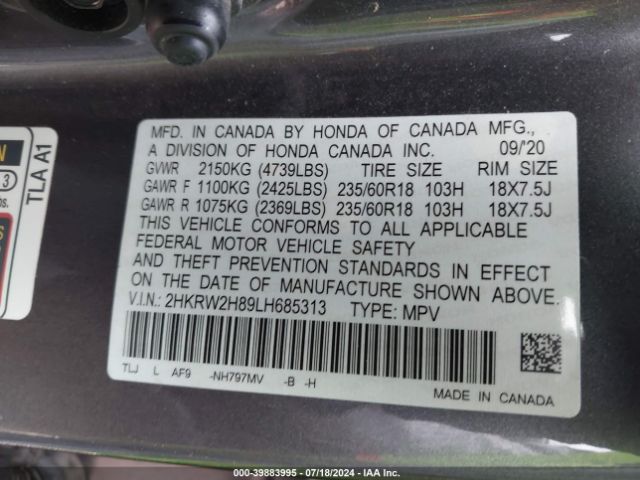 MFD. IN CANADA BY HONDA OF CANADA MFG.,
A DIVISION OF HONDA CANADA INC. 09/'20
GVWR 2150KG (4739LBS) TIRE SIZE RIM SIZE
GAWR F 1100KG (2425LBS) 235/60R18 103H 18X7.5J
GAWR R 1075KG (2369LBS) 235/60R18 103H 18X7.5J
THIS VEHICLE CONFORMS TO ALL APPLICABLE
FEDERAL MOTOR VEHICLE SAFETY
AND THEFT PREVENTION STANDARDS IN EFFECT
ON THE DATE OF MANUFACTURE SHOWN ABOVE.
V.I.N.: 2HKRW2H89LH685313 TYPE: MPV
TLJ L AF9 -NH797MV -B -H
MADE IN CANADA
TLA A1
N
3
bs.
S
000-39883995 - 07/18/2024 - IAA Inc.